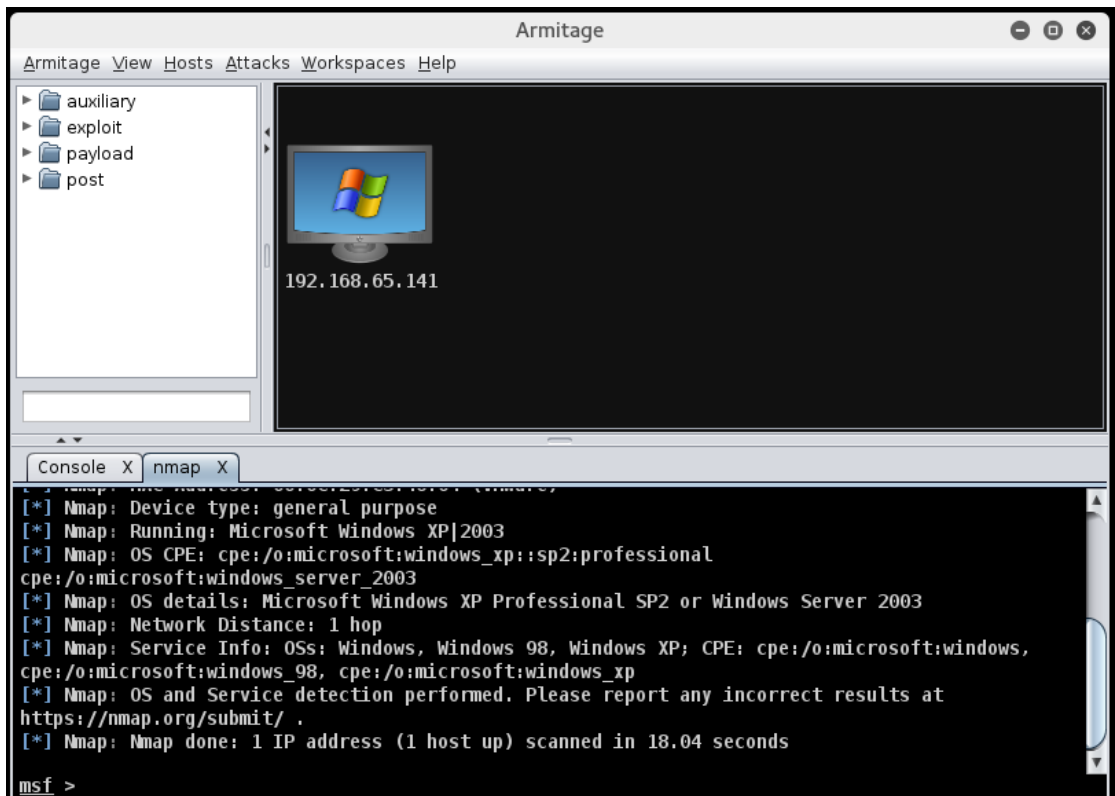 Armitage
Armitage View Hosts Attacks Workspaces Help
auxiliary
exploit
payload
post
192.168.65.141
Console X nmap X
[*] Nmap: Device type: general purpose
[*] Nmap: Running: Microsoft Windows XP|2003
[*] Nmap: OS CPE: cpe:/o:microsoft:windows_xp::sp2:professional
cpe:/o:microsoft:windows_server_2003
[*] Nmap: OS details: Microsoft Windows XP Professional SP2 or Windows Server 2003
[*] Nmap: Network Distance: 1 hop
[*] Nmap: Service Info: OSs: Windows, Windows 98, Windows XP; CPE: cpe:/o:microsoft:windows,
cpe:/o:microsoft:windows_98, cpe:/o:microsoft:windows_xp
[*] Nmap: OS and Service detection performed. Please report any incorrect results at
https://nmap.org/submit/ .
[*] Nmap: Nmap done: 1 IP address (1 host up) scanned in 18.04 seconds
msf >